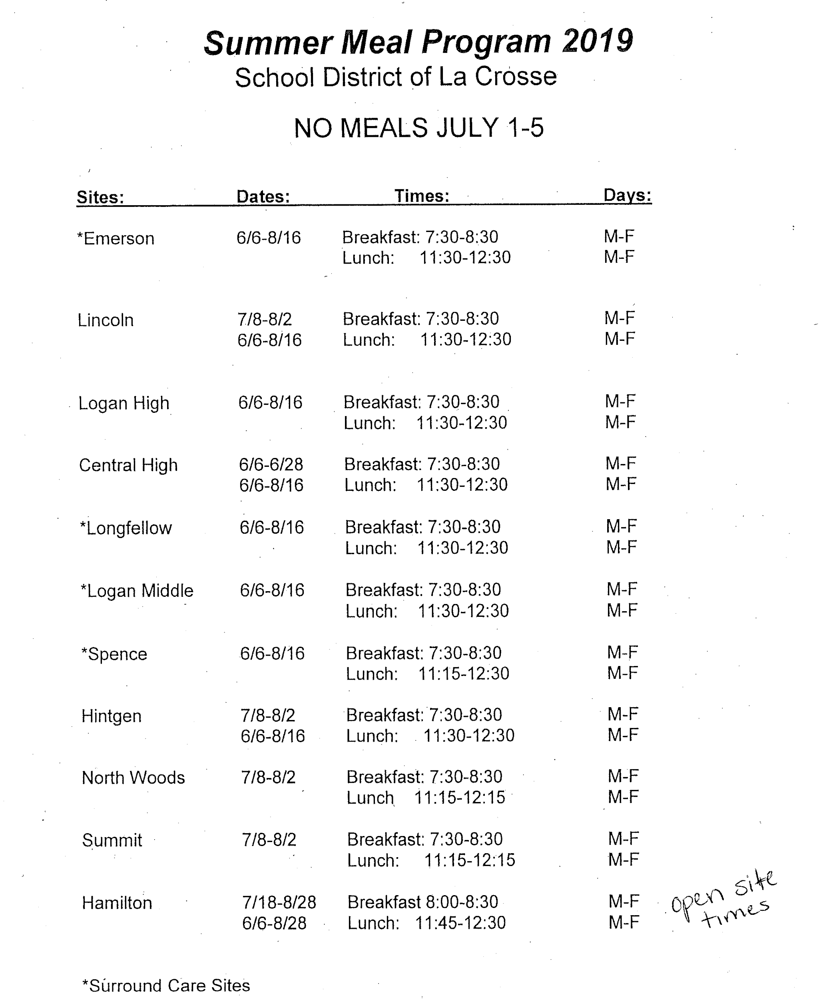 Summer Meal Program 2019
School District of La Crosse
NO MEALS JULY 1-5
Sites: Dates: Times: Days:
*Emerson 6/6-8/16 Breakfast: 7:30-8:30 M-F
Lunch: 11:30-12:30 M-F
Lincoln 7/8-8/2 Breakfast: 7:30-8:30 M-F
6/6-8/16 Lunch: 11:30-12:30 M-F
Logan High 6/6-8/16 Breakfast: 7:30-8:30 M-F
Lunch: 11:30-12:30 M-F
Central High 6/6-6/28 Breakfast: 7:30-8:30 M-F
6/6-8/16 Lunch: 11:30-12:30 M-F
*Longfellow 6/6-8/16 Breakfast: 7:30-8:30 M-F
Lunch: 11:30-12:30 M-F
*Logan Middle 6/6-8/16 Breakfast: 7:30-8:30 M-F
Lunch: 11:30-12:30 M-F
*Spence 6/6-8/16 Breakfast: 7:30-8:30 M-F
Lunch: 11:15-12:30 M-F
Hintgen 7/8-8/2 Breakfast: 7:30-8:30 M-F
6/6-8/16 Lunch: 11:30-12:30 M-F
North Woods 7/8-8/2 Breakfast: 7:30-8:30 M-F
Lunch 11:15-12:15 M-F
Summit 7/8-8/2 Breakfast: 7:30-8:30 M-F
Lunch: 11:15-12:15 M-F
Hamilton 7/18-8/28 Breakfast 8:00-8:30 M-F open site
6/6-8/28 Lunch: 11:45-12:30 M-F times
*Surround Care Sites